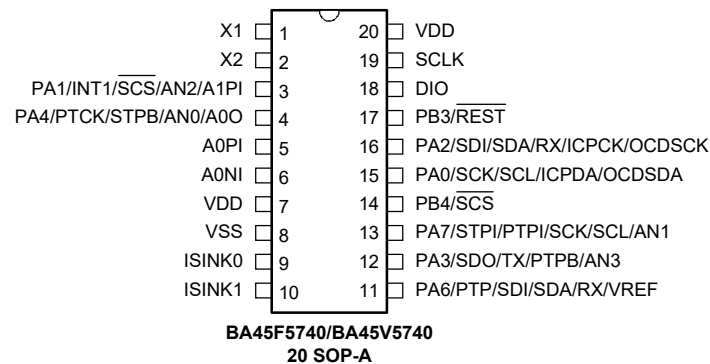 X1 1 20 VDD
X2 2 19 SCLK
PA1/INT1/SCS/AN2/A1PI 3 18 DIO
PA4/PTCK/STPB/AN0/A0O 4 17 PB3/REST
A0PI 5 16 PA2/SDI/SDA/RX/ICPCK/OCDSCK
A0NI 6 15 PA0/SCK/SCL/ICPDA/OCDSDA
VDD 7 14 PB4/SCS
VSS 8 13 PA7/STPI/PTPI/SCK/SCL/AN1
ISINK0 9 12 PA3/SDO/TX/PTPB/AN3
ISINK1 10 11 PA6/PTP/SDI/SDA/RX/VREF
BA45F5740/BA45V5740
20 SOP-A